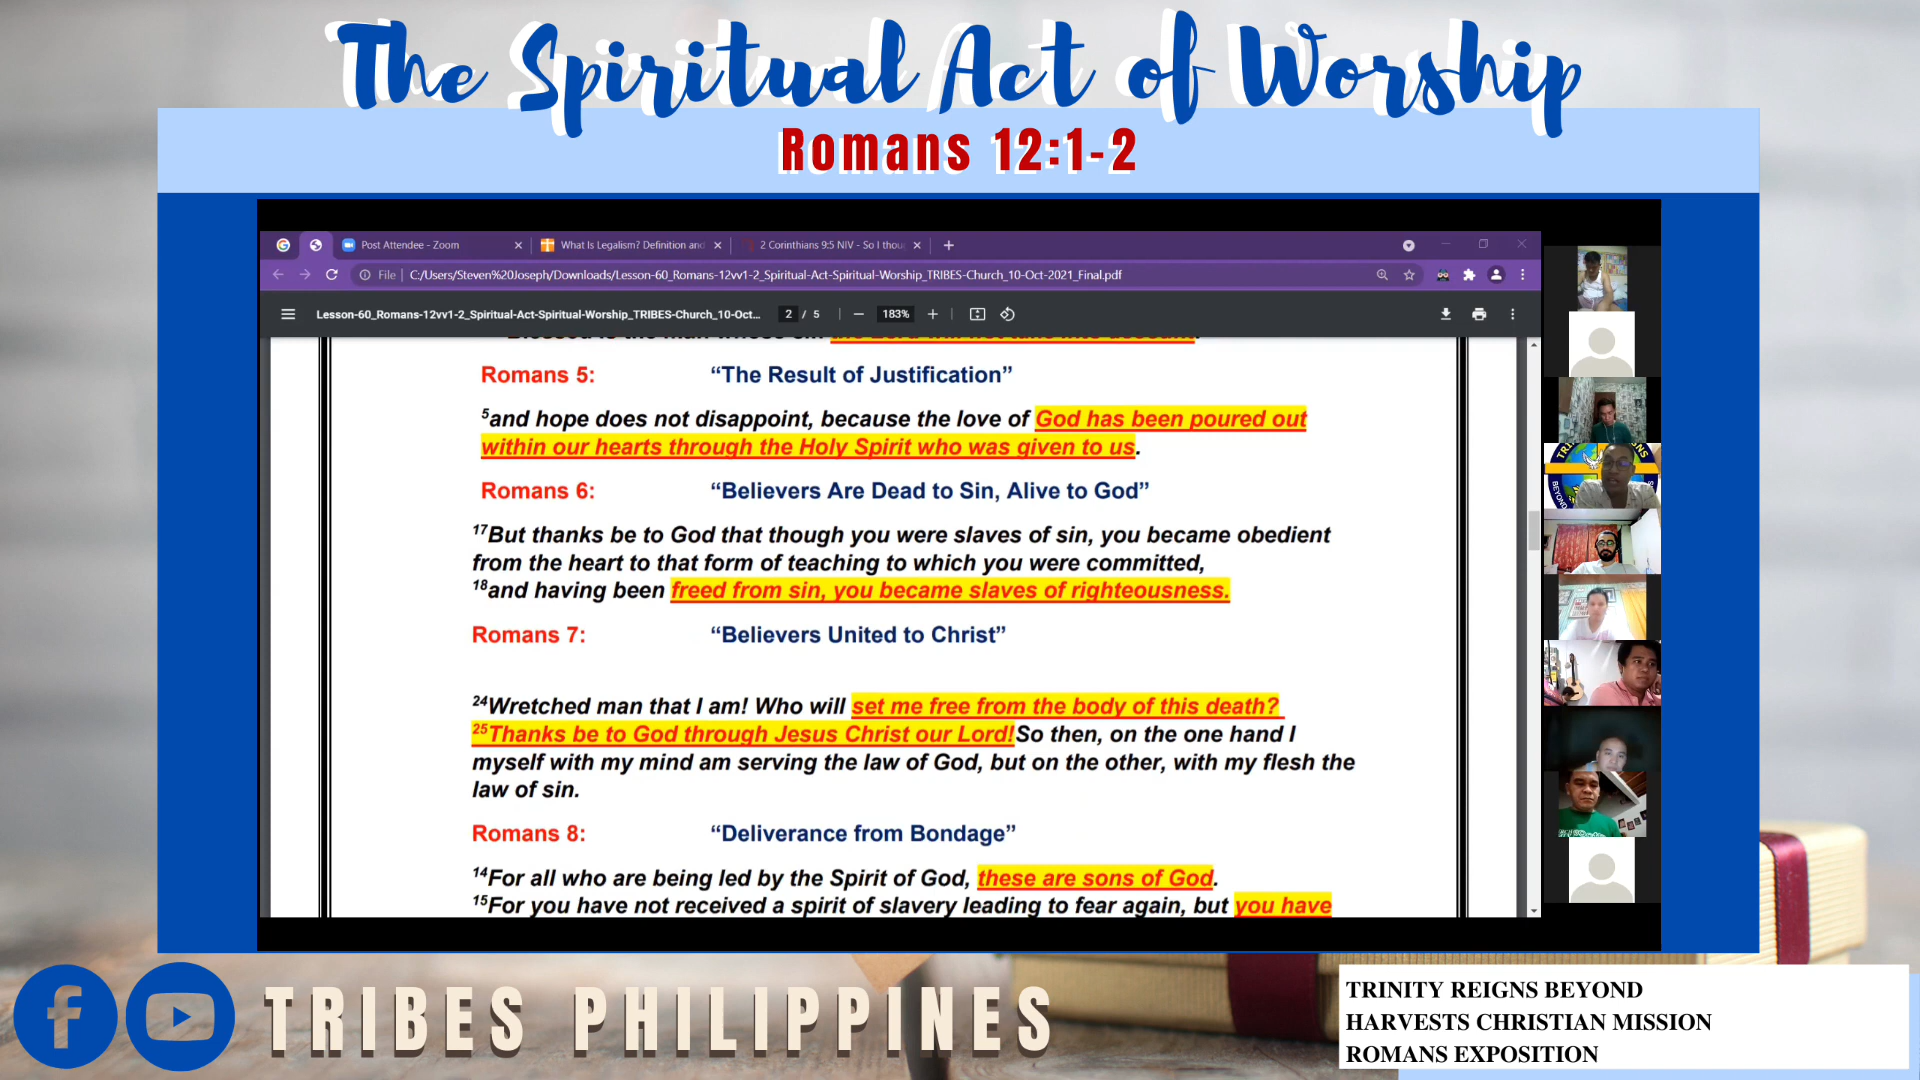 The Spiritual Act of Worship
Romans 12:1-2
Post Attendee - Zoom
What Is Legalism? Definition and
2 Corinthians 9:5 NIV - So I thou
File
C:/Users/Steven%20Joseph/Downloads/Lesson-60_Romans-12vv1-2_Spiritual-Act-Spiritual-Worship_TRIBES-Church_10-Oct-2021_Final.pdf
Lesson-60_Romans-12vv1-2_Spiritual-Act-Spiritual-Worship_TRIBES-Church_10-Oct...
2 / 5
183%
Romans 5: “The Result of Justification”
5and hope does not disappoint, because the love of God has been poured out
within our hearts through the Holy Spirit who was given to us.
Romans 6: “Believers Are Dead to Sin, Alive to God”
17But thanks be to God that though you were slaves of sin, you became obedient
from the heart to that form of teaching to which you were committed,
18and having been freed from sin, you became slaves of righteousness.
Romans 7: “Believers United to Christ”
24Wretched man that I am! Who will set me free from the body of this death?
25Thanks be to God through Jesus Christ our Lord!So then, on the one hand I
myself with my mind am serving the law of God, but on the other, with my flesh the
law of sin.
Romans 8: “Deliverance from Bondage”
14For all who are being led by the Spirit of God, these are sons of God.
15For you have not received a spirit of slavery leading to fear again, but you have
TRIBES PHILIPPINES
TRINITY REIGNS BEYOND
HARVESTS CHRISTIAN MISSION
ROMANS EXPOSITION